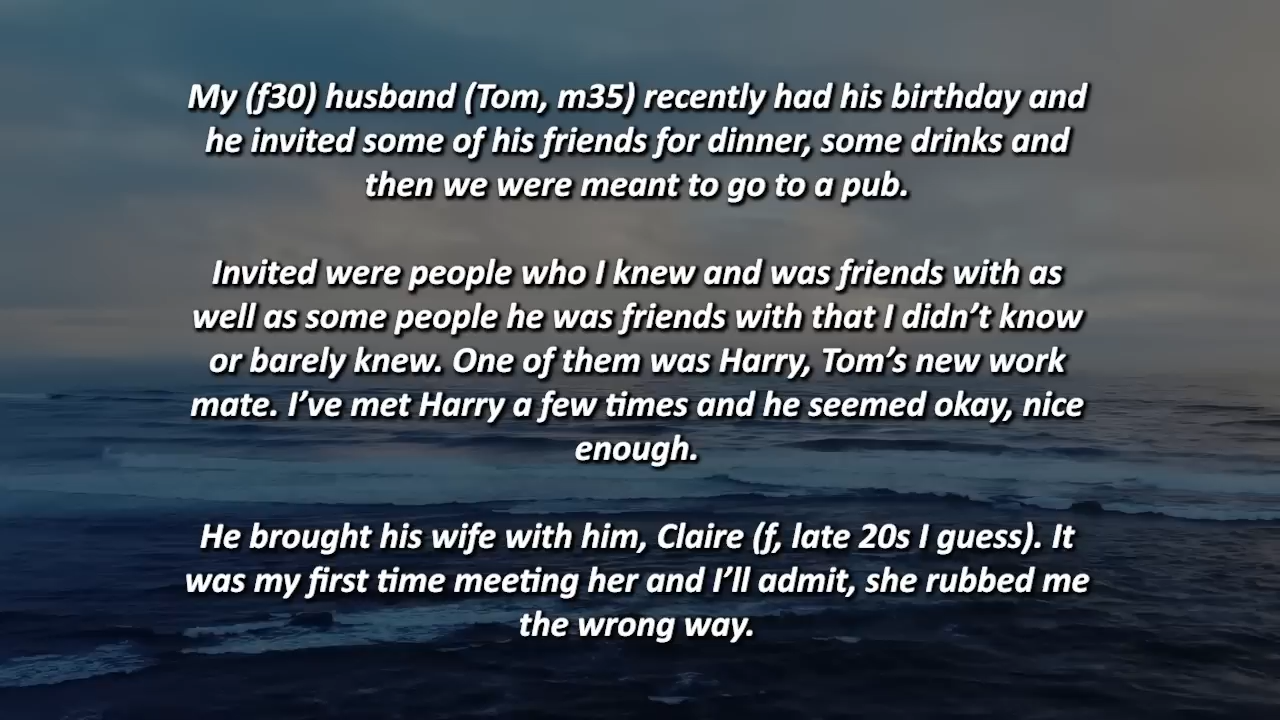 My (f30) husband (Tom, m35) recently had his birthday and
he invited some of his friends for dinner, some drinks and
then we were meant to go to a pub.
Invited were people who I knew and was friends with as
well as some people he was friends with that I didn’t know
or barely knew. One of them was Harry, Tom’s new work
mate. I’ve met Harry a few times and he seemed okay, nice
enough.
He brought his wife with him, Claire (f, late 20s I guess). It
was my first time meeting her and I’ll admit, she rubbed me
the wrong way.